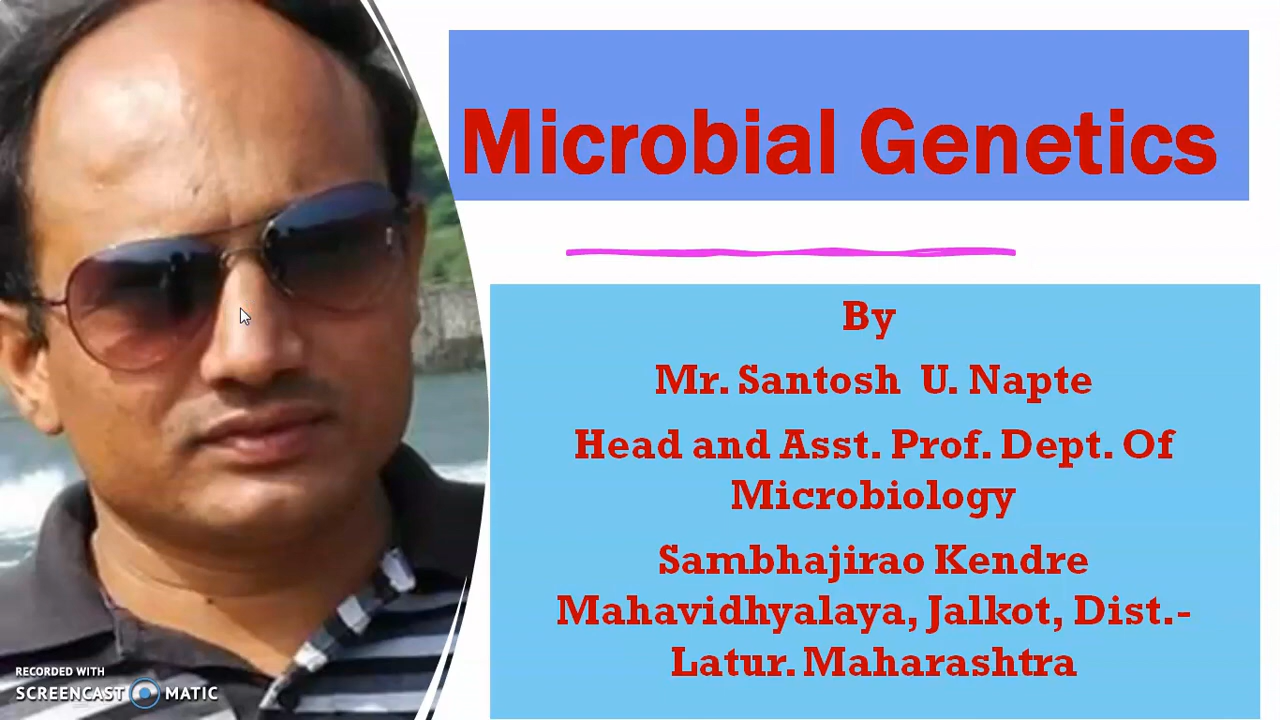 Microbial Genetics
By
Mr. Santosh U. Napte
Head and Asst. Prof. Dept. Of
Microbiology
Sambhajirao Kendre
Mahavidhyalaya, Jalkot, Dist.-
Latur. Maharashtra
RECORDED WITH
SCREENCAST MATIC